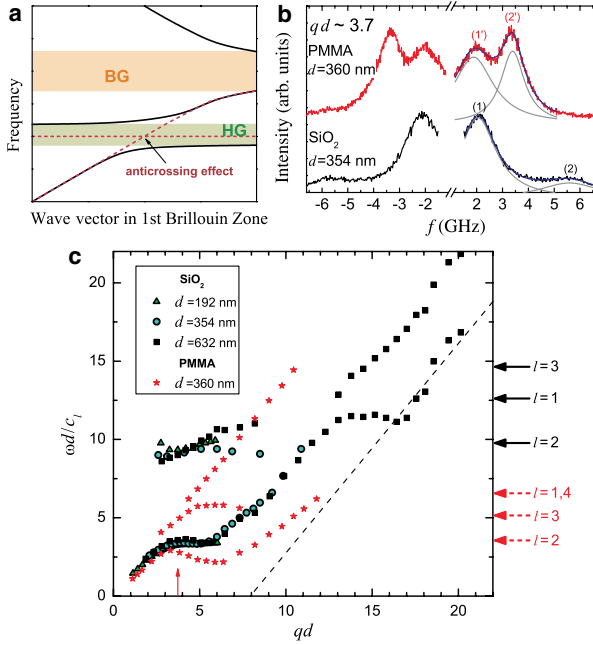 a
Frequency
BG
HG
anticrossing effect
Wave vector in 1st Brillouin Zone
b
Intensity (arb. units)
qd ~ 3.7
PMMA
d=360 nm
(1')
(2')
SiO2
d=354 nm
(1)
(2)
-6 -5 -4 -3 -2 -1 1 2 3 4 5 6
f (GHz)
c
ωd/cl
20
15
10
5
0
SiO2
d =192 nm
d =354 nm
d =632 nm
PMMA
d =360 nm
l = 3
l = 1
l = 2
l = 1,4
l = 3
l = 2
0 5 10 15 20
qd